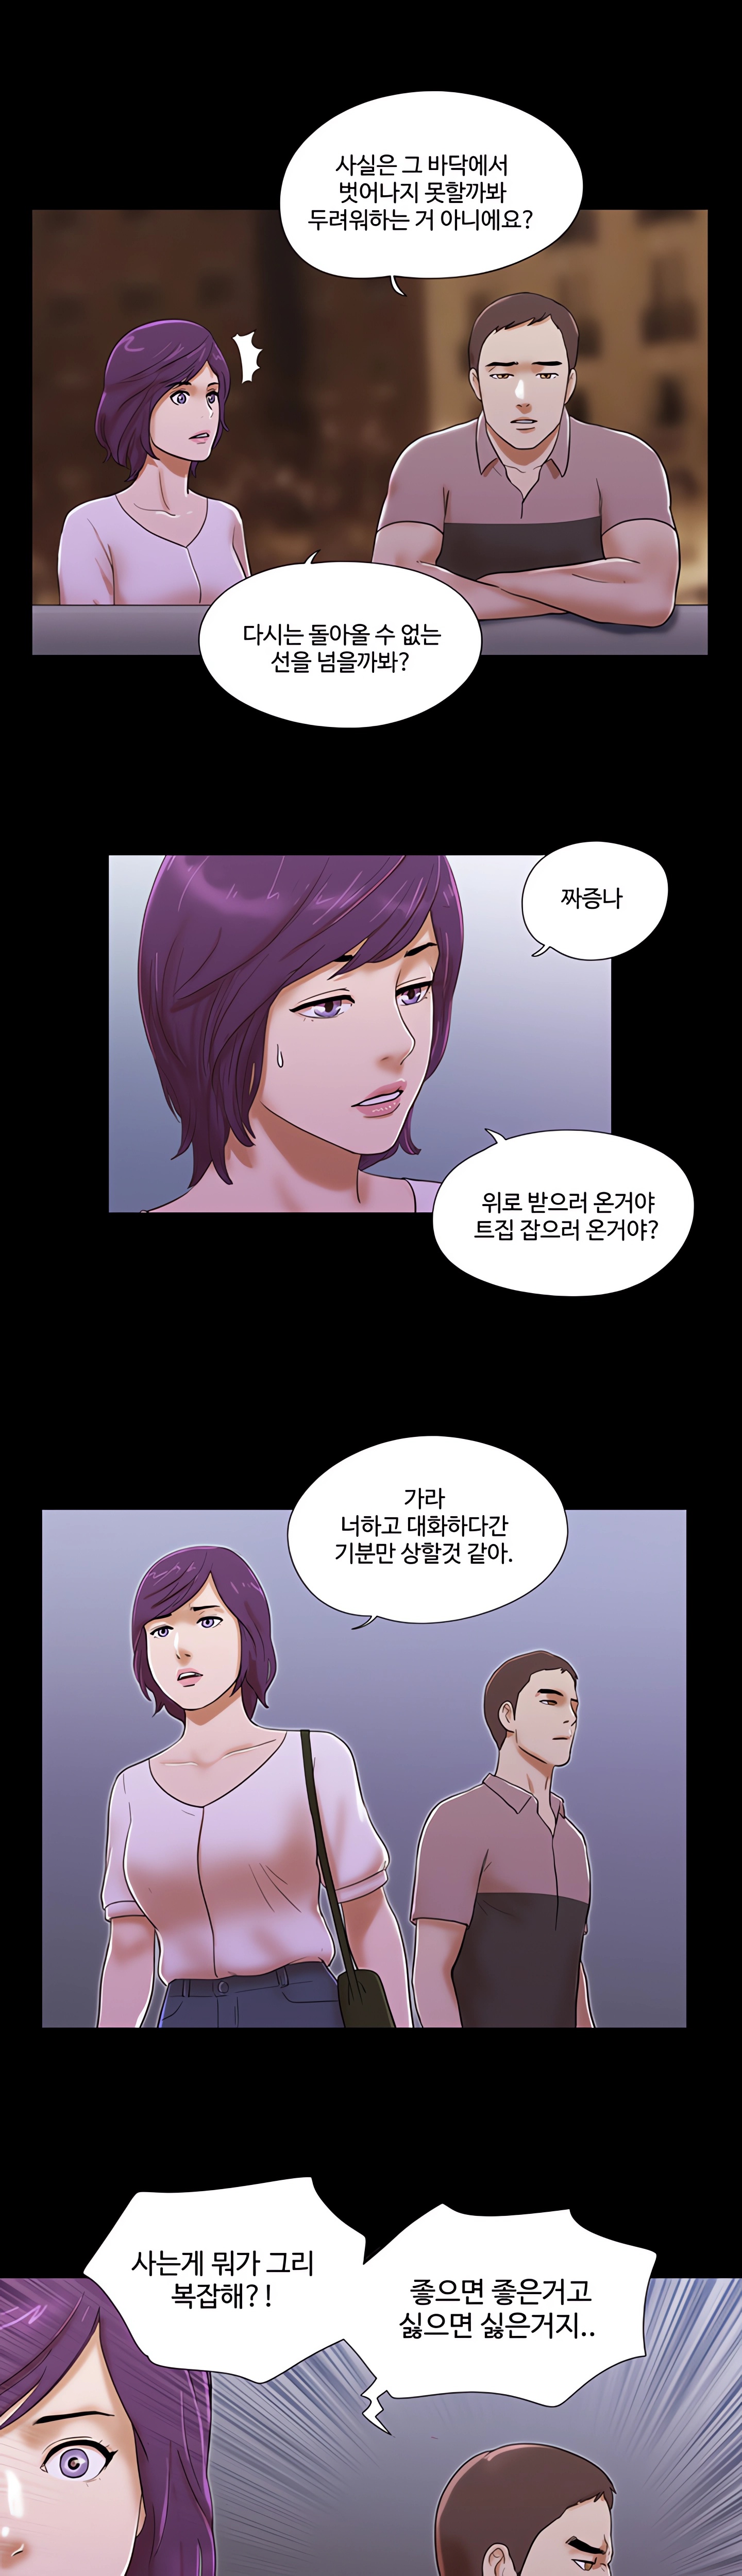 사실은 그 바닥에서
벗어나지 못할까봐
두려워하는 거 아니에요?
다시는 돌아올 수 없는
선을 넘을까봐?
짜증나
위로 받으러 온거야
트집 잡으러 온거야?
가라
너하고 대화하다간
기분만 상할것 같아.
사는게 뭐가 그리
복잡해?!
좋으면 좋은거고
싫으면 싫은거지..